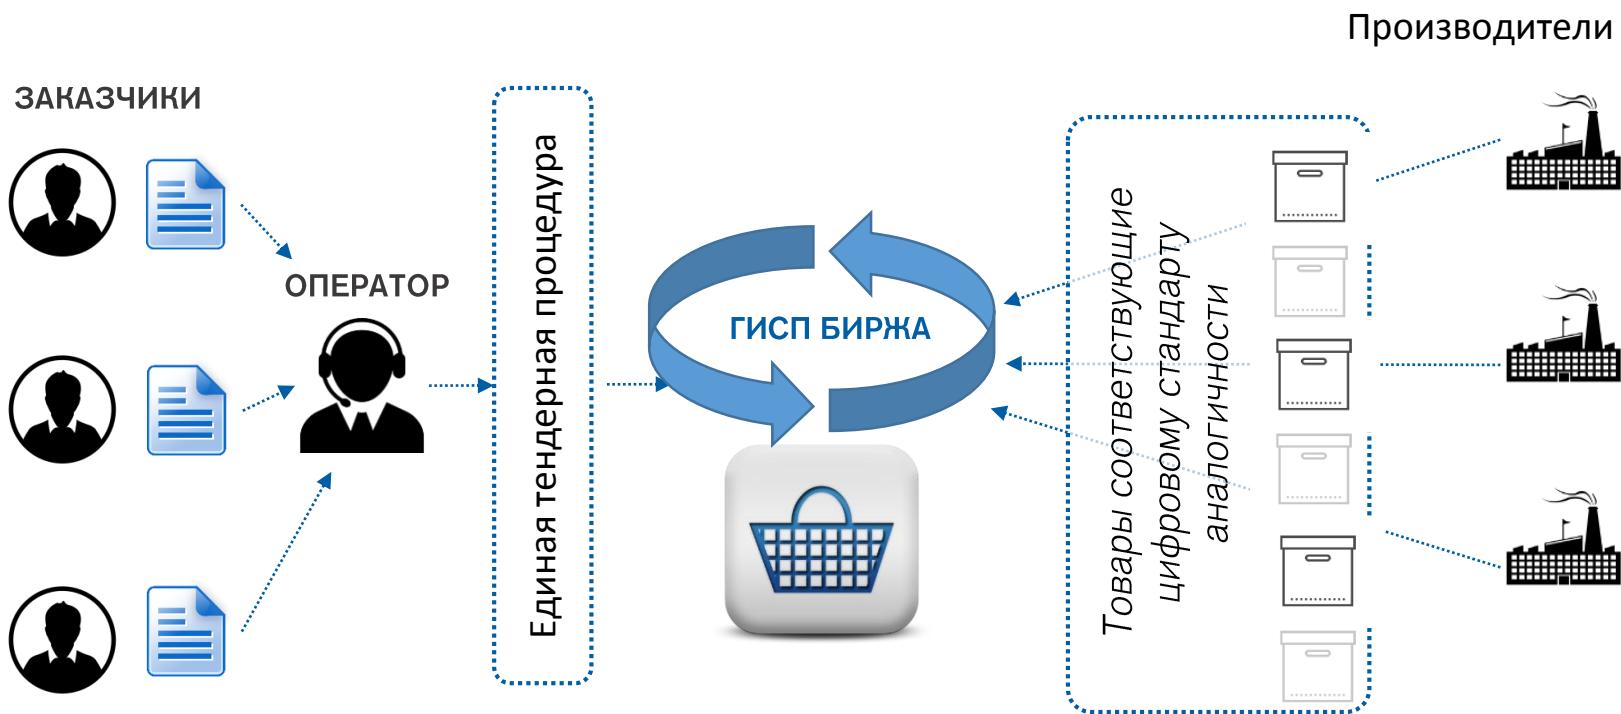 Производители
ЗАКАЗЧИКИ
ОПЕРАТОР
Единая тендерная процедура
ГИСП БИРЖА
Товары соответствующие
цифровому стандарту
аналогичности